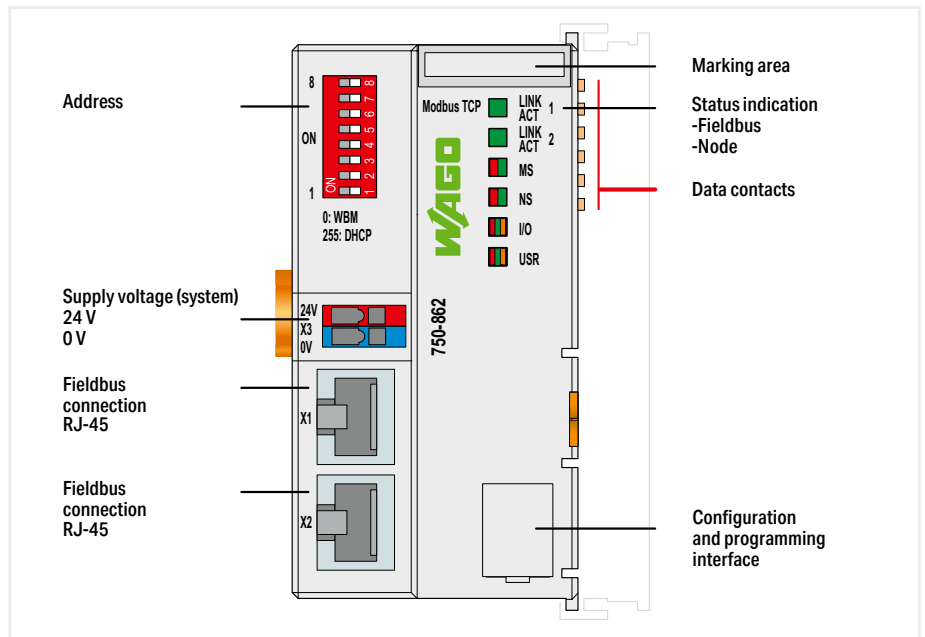 Address
Supply voltage (system)
24 V
0 V
Fieldbus
connection
RJ-45
Fieldbus
connection
RJ-45
8
ON
1
8
7
6
5
4
3
2
1
ON
0: WBM
255: DHCP
24V
X3
0V
X1
X2
Modbus TCP
LINK
ACT 1
LINK
ACT 2
MS
NS
I/O
USR
WAGO
750-862
Marking area
Status indication
-Fieldbus
-Node
Data contacts
Configuration
and programming
interface